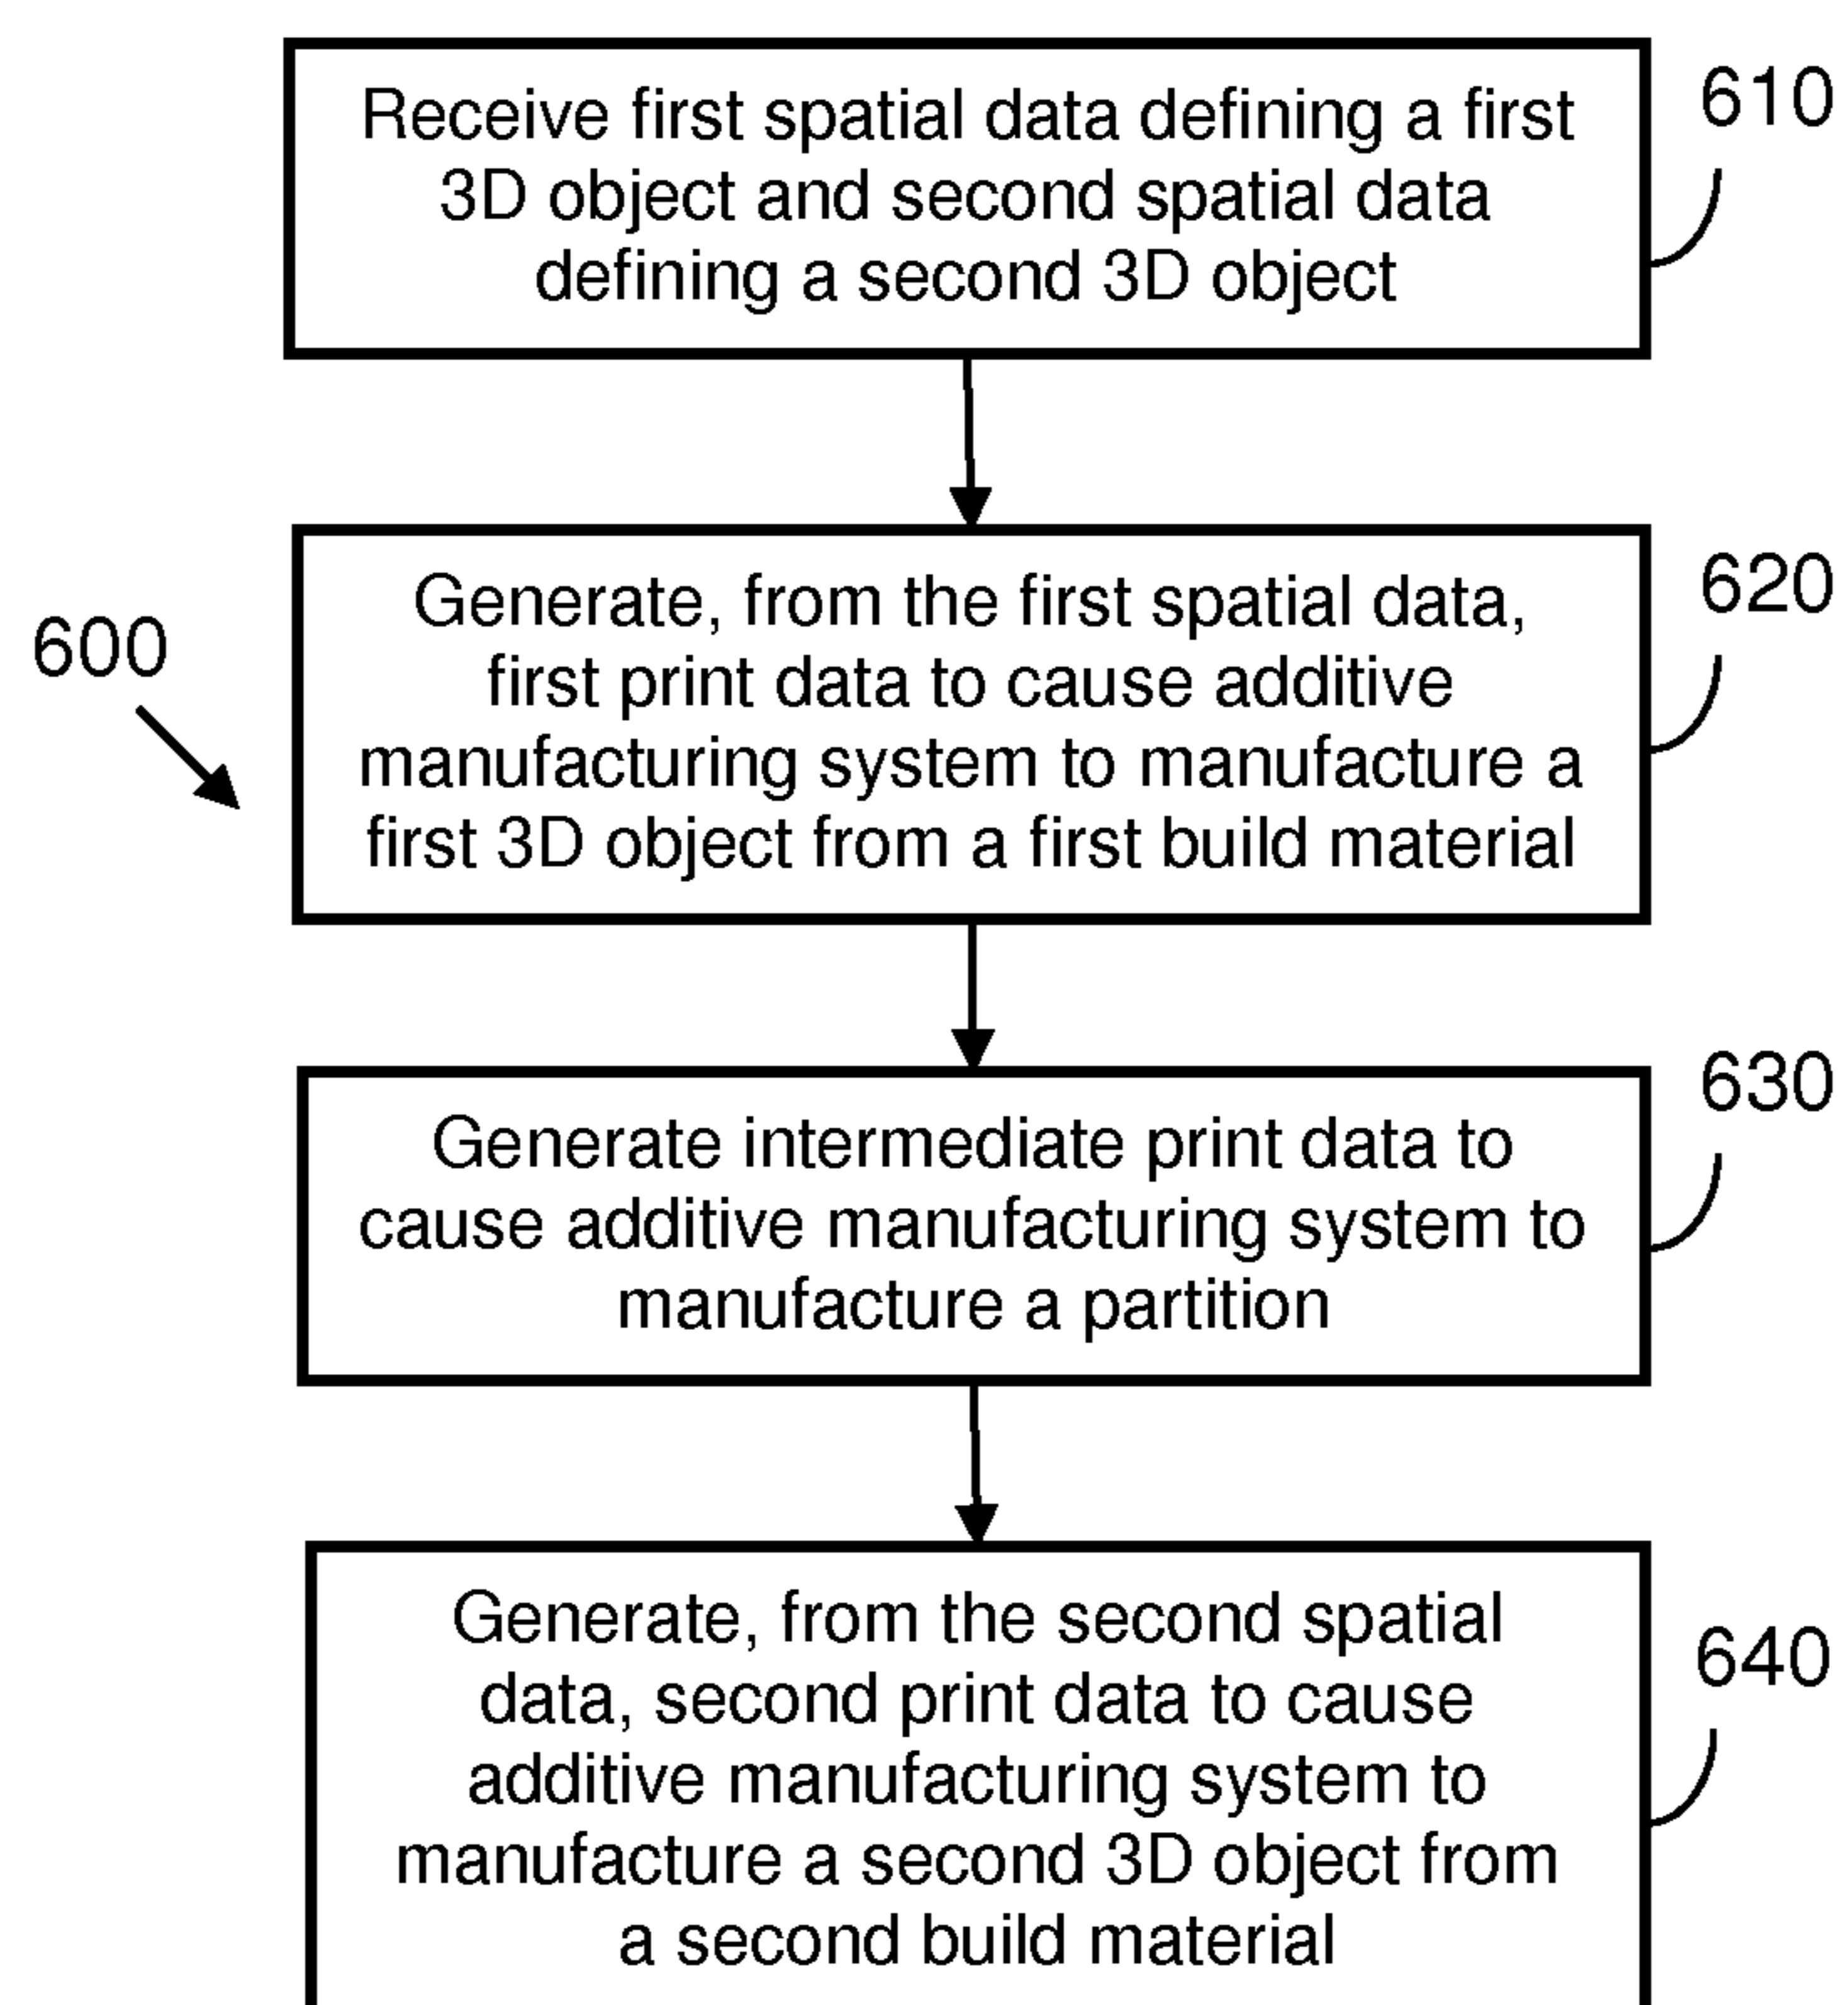 Receive first spatial data defining a first
3D object and second spatial data
defining a second 3D object
610
Generate, from the first spatial data,
first print data to cause additive
manufacturing system to manufacture a
first 3D object from a first build material
620
600
Generate intermediate print data to
cause additive manufacturing system to
manufacture a partition
630
Generate, from the second spatial
data, second print data to cause
additive manufacturing system to
manufacture a second 3D object from
a second build material
640